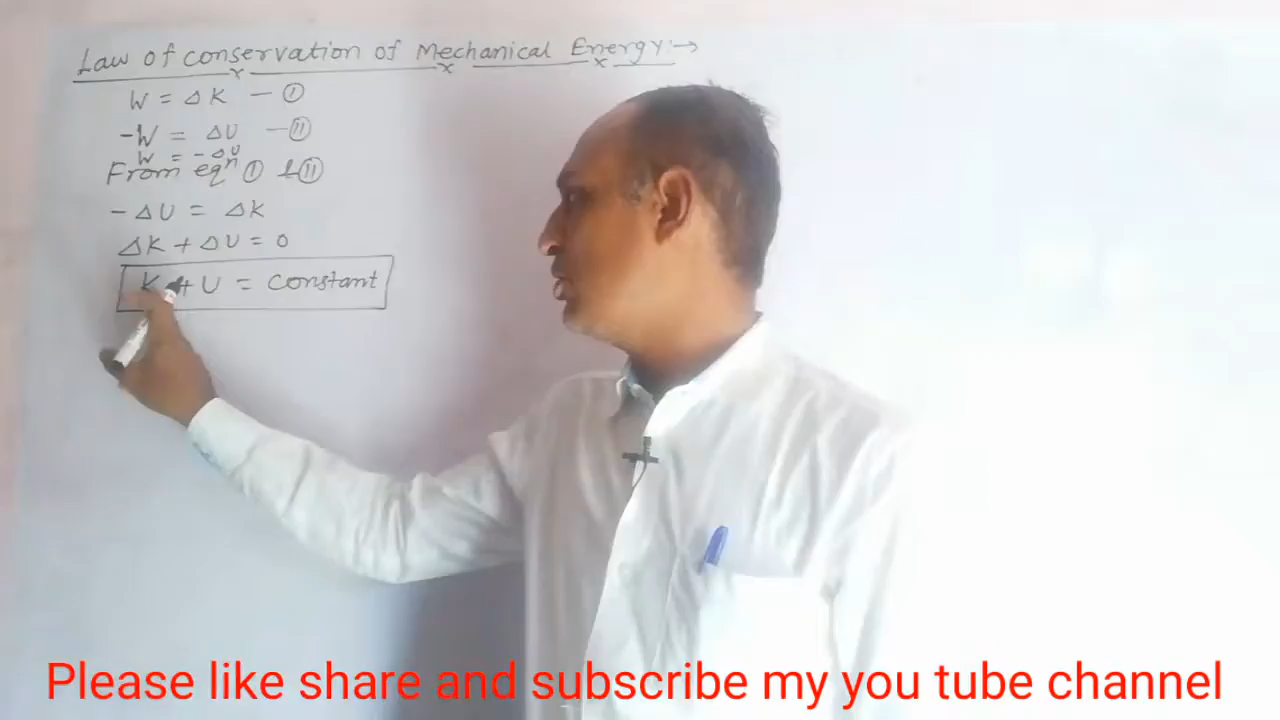 Law of conservation of Mechanical Energy:→
W = ΔK — ①
-W = ΔU — ⑪
W = -ΔU
From eqⁿ ① & ⑪
-ΔU = ΔK
ΔK + ΔU = 0
K + U = constant
Please like share and subscribe my you tube channel